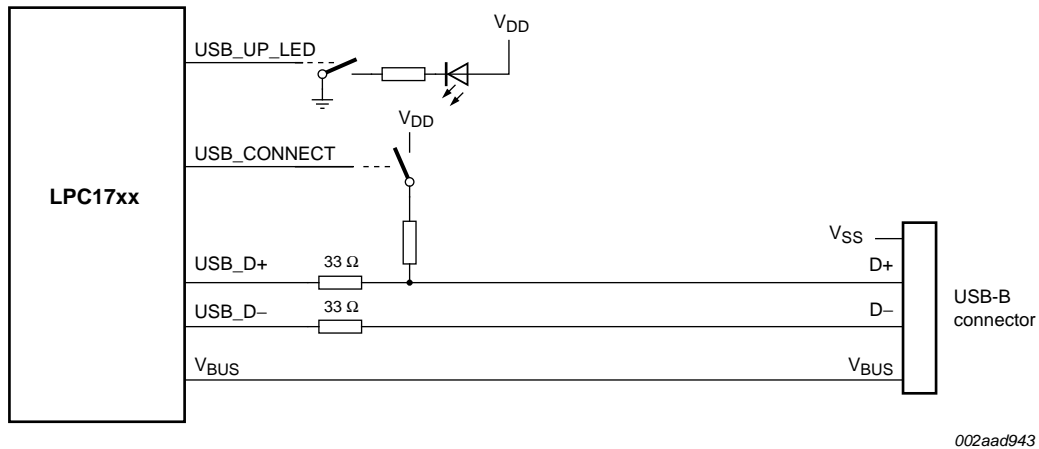 V_DD
USB_UP_LED
V_DD
USB_CONNECT
LPC17xx
V_SS
USB_D+ 33 Ω D+
USB_D− 33 Ω D−
USB-B
connector
V_BUS V_BUS
002aad943